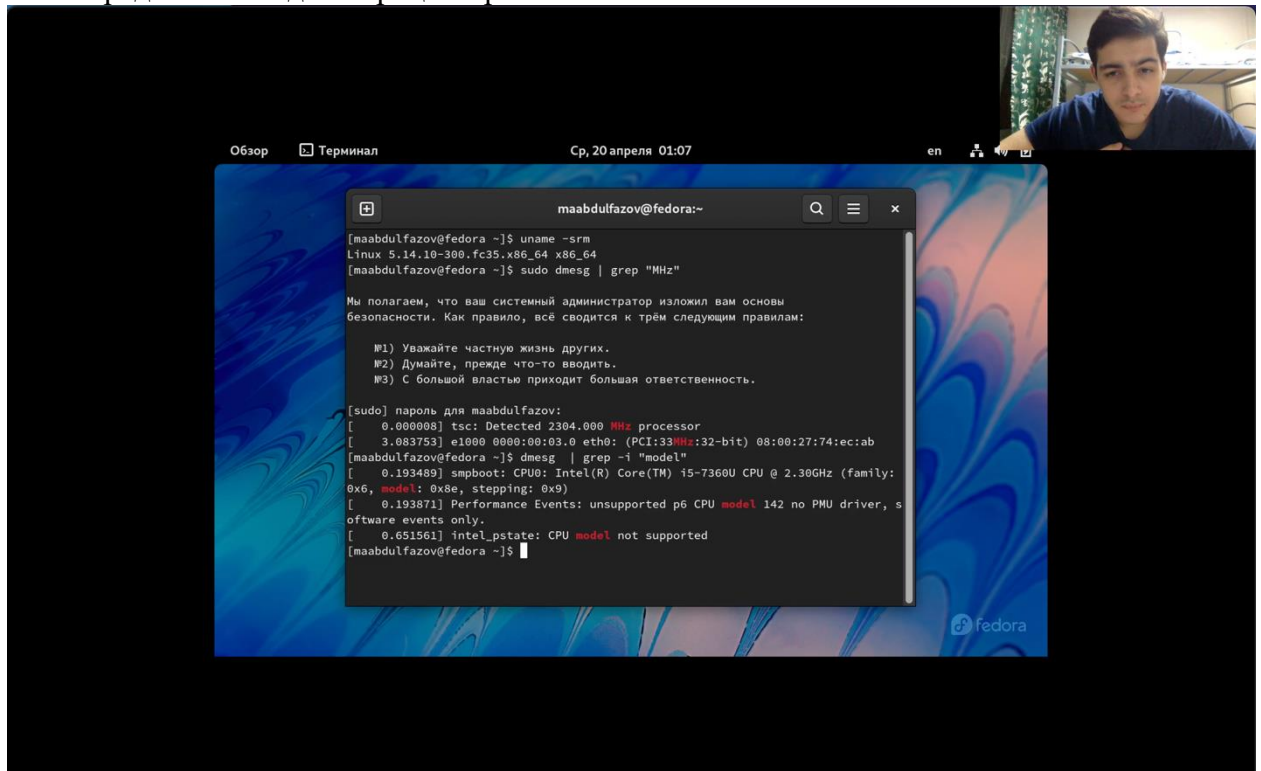 Обзор Терминал Ср, 20 апреля 01:07 en
maabdulfazov@fedora:~
[maabdulfazov@fedora ~]$ uname -srm
Linux 5.14.10-300.fc35.x86_64 x86_64
[maabdulfazov@fedora ~]$ sudo dmesg | grep "MHz"
Мы полагаем, что ваш системный администратор изложил вам основы
безопасности. Как правило, всё сводится к трём следующим правилам:
№1) Уважайте частную жизнь других.
№2) Думайте, прежде что-то вводить.
№3) С большой властью приходит большая ответственность.
[sudo] пароль для maabdulfazov:
[    0.000008] tsc: Detected 2304.000 MHz processor
[    3.083753] e1000 0000:00:03.0 eth0: (PCI:33MHz:32-bit) 08:00:27:74:ec:ab
[maabdulfazov@fedora ~]$ dmesg  | grep -i "model"
[    0.193489] smpboot: CPU0: Intel(R) Core(TM) i5-7360U CPU @ 2.30GHz (family:
0x6, model: 0x8e, stepping: 0x9)
[    0.193871] Performance Events: unsupported p6 CPU model 142 no PMU driver, s
oftware events only.
[    0.651561] intel_pstate: CPU model not supported
[maabdulfazov@fedora ~]$
fedora